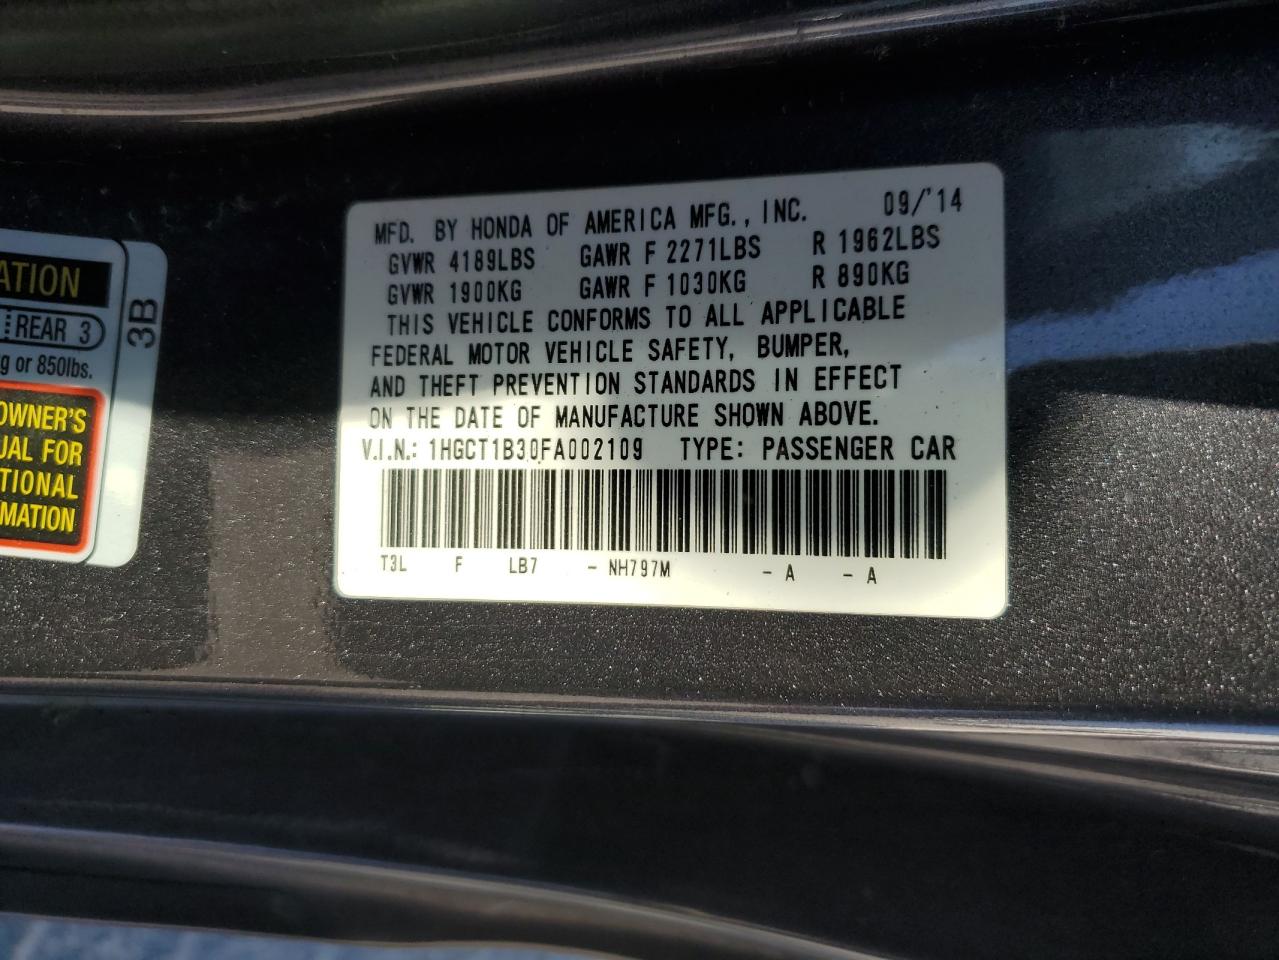 MFD. BY HONDA OF AMERICA MFG., INC. 09/'14
GVWR 4189LBS GAWR F 2271LBS R 1962LBS
GVWR 1900KG GAWR F 1030KG R 890KG
THIS VEHICLE CONFORMS TO ALL APPLICABLE
FEDERAL MOTOR VEHICLE SAFETY, BUMPER,
AND THEFT PREVENTION STANDARDS IN EFFECT
ON THE DATE OF MANUFACTURE SHOWN ABOVE.
V.I.N.: 1HGCT1B30FA002109 TYPE: PASSENGER CAR
T3L F LB7 - NH797M - A - A
ATION
REAR 3
g or 850lbs.
OWNER'S
UAL FOR
TIONAL
MATION
3B